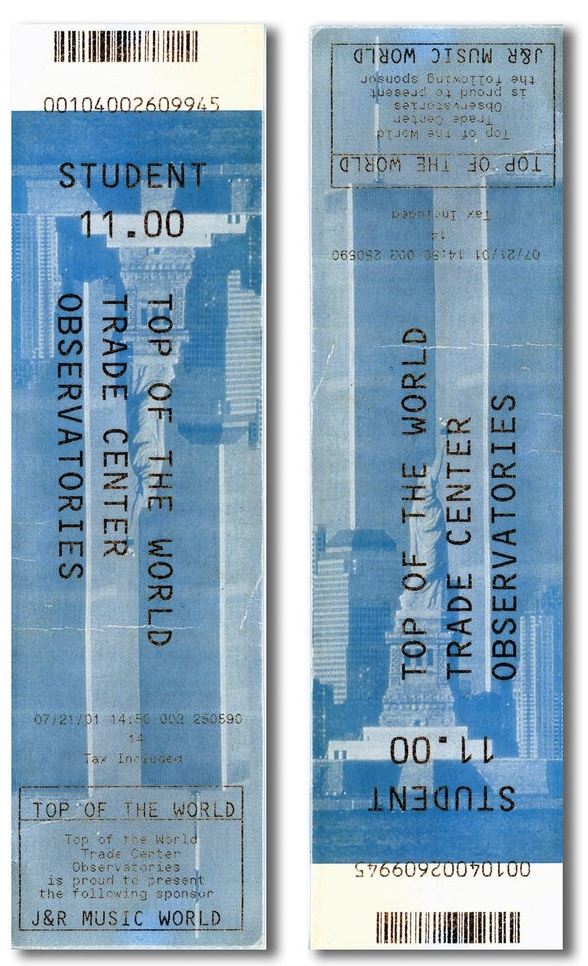 00104002609945
STUDENT
11.00
TOP OF THE WORLD
TRADE CENTER
OBSERVATORIES
07/21/01 14:50 002 250590
14
Tax Included
TOP OF THE WORLD
Top of the World
Trade Center
Observatories
is proud to present
the following sponsor
J&R MUSIC WORLD
J&R MUSIC WORLD
the following sponsor
is proud to present
Observatories
Trade Center
Top of the World
TOP OF THE WORLD
Tax Included
14
07/21/01 14:50 002 250590
TOP OF THE WORLD
TRADE CENTER
OBSERVATORIES
11.00
STUDENT
00104002609945